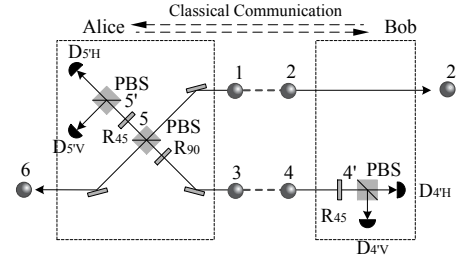 Classical Communication
Alice
Bob
D5'H
PBS
5'
5
PBS
R45
R90
D5'V
1
2
2
6
3
4
4'
PBS
D4'H
R45
D4'V